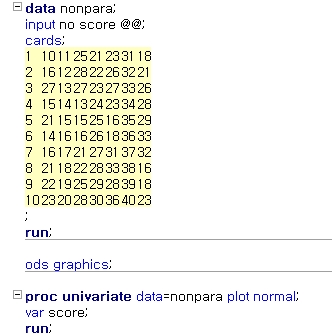 data nonpara;
input no score @@;
cards;
1 10 11 25 21 23 31 18
2 16 12 28 22 26 32 21
3 27 13 27 23 27 33 26
4 15 14 13 24 23 34 28
5 21 15 15 25 16 35 29
6 14 16 16 26 18 36 33
7 16 17 21 27 31 37 32
8 21 18 22 28 33 38 16
9 22 19 25 29 28 39 18
10 23 20 28 30 36 40 23
;
run;
ods graphics;
proc univariate data=nonpara plot normal;
var score;
run;